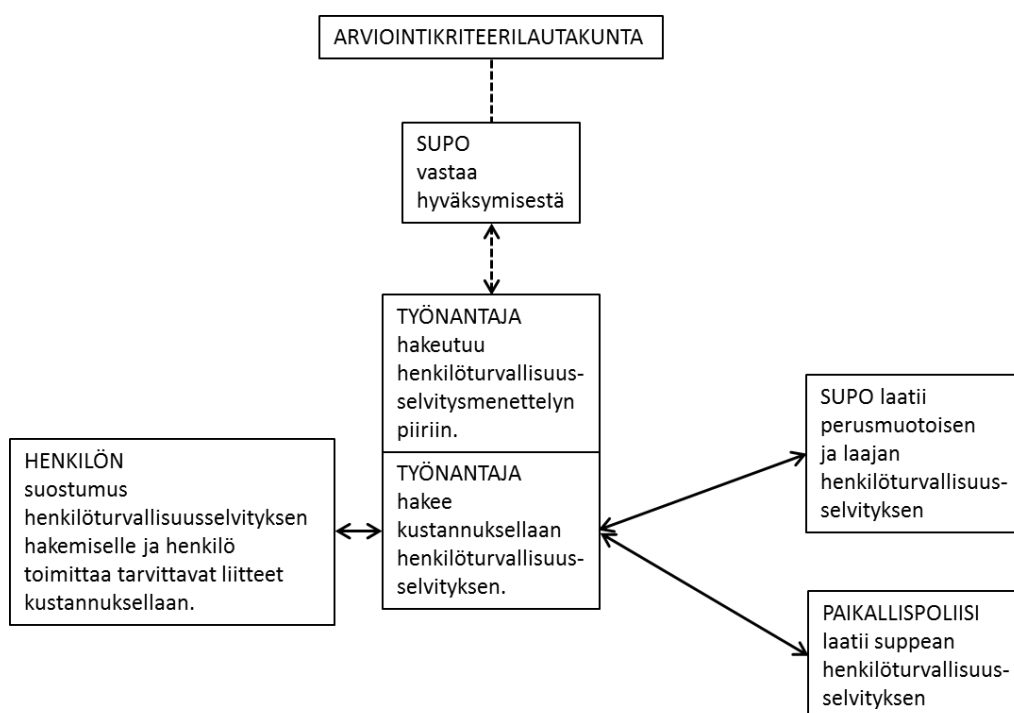 ARVIOINTIKRITEERILAUTAKUNTA
SUPO
vastaa
hyväksymisestä
TYÖNANTAJA
hakeutuu
henkilöturvallisuus-
selvitysmenettelyn
piiriin.
HENKILÖN
suostumus
henkilöturvallisuusselvityksen
hakemiselle ja henkilö
toimittaa tarvittavat liitteet
kustannuksellaan.
TYÖNANTAJA
hakee
kustannuksellaan
henkilöturvallisuus-
selvityksen.
SUPO laatii
perusmuotoisen
ja laajan
henkilöturvallisuus-
selvityksen
PAIKALLISPOLIISI
laatii suppean
henkilöturvallisuus-
selvityksen